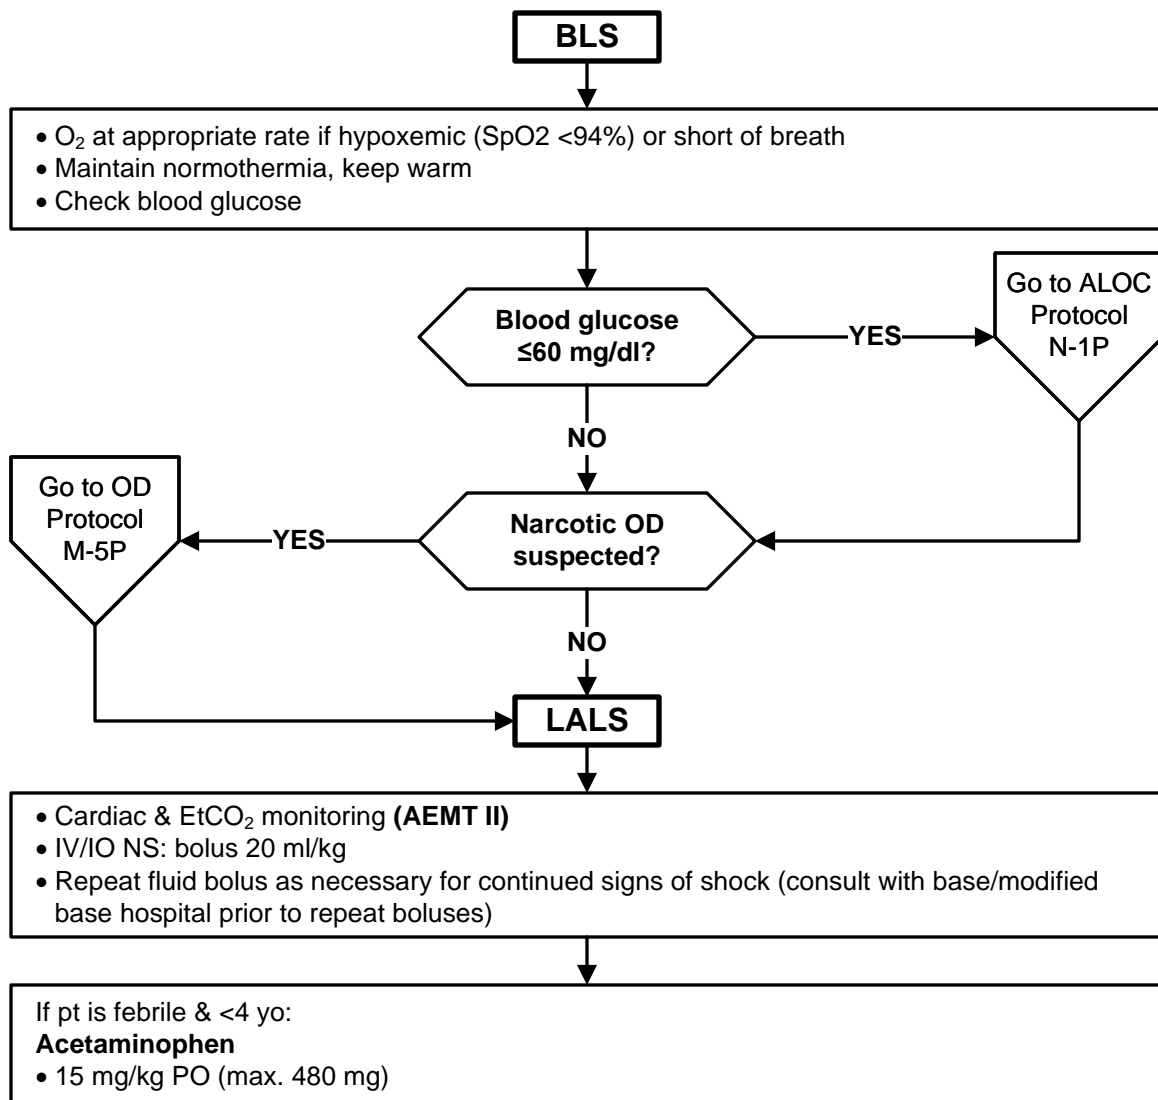 BLS
• O₂ at appropriate rate if hypoxemic (SpO2 <94%) or short of breath
• Maintain normothermia, keep warm
• Check blood glucose
Blood glucose
≤60 mg/dl?
YES
Go to ALOC
Protocol
N-1P
NO
Go to OD
Protocol
M-5P
YES
Narcotic OD
suspected?
NO
LALS
• Cardiac & EtCO₂ monitoring (AEMT II)
• IV/IO NS: bolus 20 ml/kg
• Repeat fluid bolus as necessary for continued signs of shock (consult with base/modified
base hospital prior to repeat boluses)
If pt is febrile & <4 yo:
Acetaminophen
• 15 mg/kg PO (max. 480 mg)